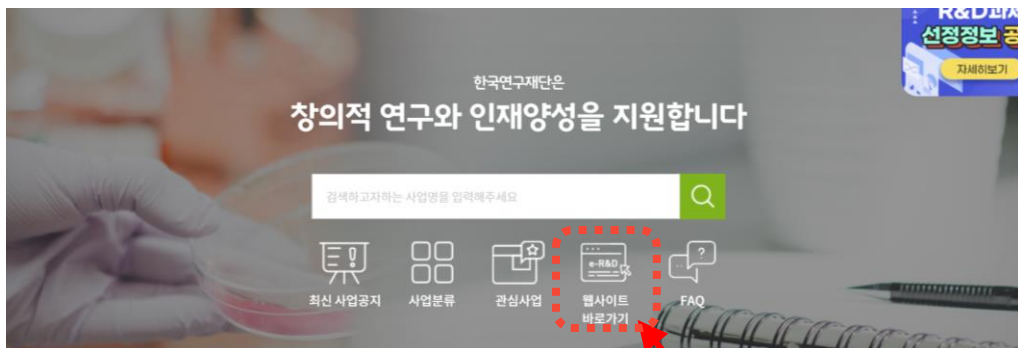 R&D과제
선정정보 공
자세히보기
한국연구재단은
창의적 연구와 인재양성을 지원합니다
검색하고자하는 사업명을 입력해주세요
e-R&D
최신 사업공지 사업분류 관심사업 웹사이트 바로가기 FAQ